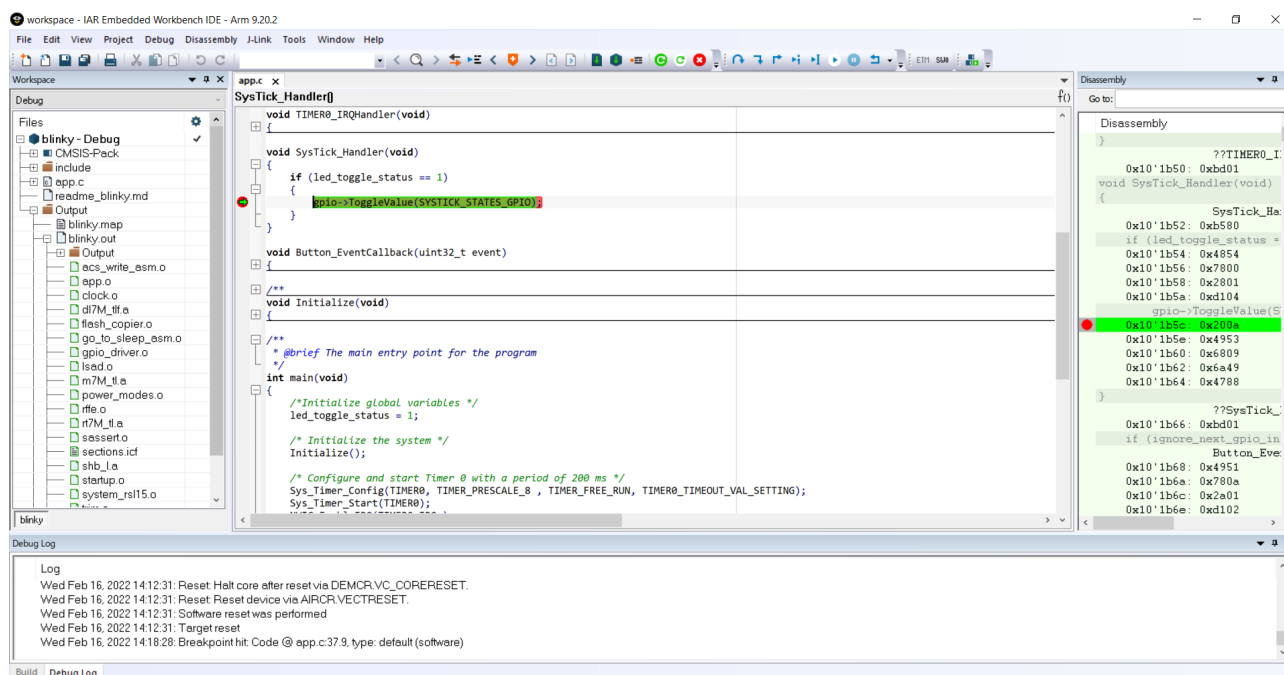 workspace - IAR Embedded Workbench IDE - Arm 9.20.2
File Edit View Project Debug Disassembly J-Link Tools Window Help
ETM SWO
Workspace
Debug
Files
blinky - Debug
CMSIS-Pack
include
app.c
readme_blinky.md
Output
blinky.map
blinky.out
Output
acs_write_asm.o
app.o
clock.o
dl7M_tlf.a
flash_copier.o
go_to_sleep_asm.o
gpio_driver.o
lsad.o
m7M_tl.a
power_modes.o
rffe.o
rt7M_tl.a
sassert.o
sections.icf
shb_l.a
startup.o
system_rsl15.o
blinky
app.c
SysTick_Handler()
f()
void TIMER0_IRQHandler(void)
{
void SysTick_Handler(void)
{
if (led_toggle_status == 1)
{
gpio->ToggleValue(SYSTICK_STATES_GPIO);
}
}
void Button_EventCallback(uint32_t event)
{
/**
void Initialize(void)
{
/**
* @brief The main entry point for the program
*/
int main(void)
{
/*Initialize global variables */
led_toggle_status = 1;
/* Initialize the system */
Initialize();
/* Configure and start Timer 0 with a period of 200 ms */
Sys_Timer_Config(TIMER0, TIMER_PRESCALE_8 , TIMER_FREE_RUN, TIMER0_TIMEOUT_VAL_SETTING);
Sys_Timer_Start(TIMER0);
Disassembly
Go to:
Disassembly
}
??TIMER0_I
0x10'1b50: 0xbd01
void SysTick_Handler(void)
{
SysTick_Ha
0x10'1b52: 0xb580
if (led_toggle_status =
0x10'1b54: 0x4854
0x10'1b56: 0x7800
0x10'1b58: 0x2801
0x10'1b5a: 0xd104
gpio->ToggleValue(S
0x10'1b5c: 0x200a
0x10'1b5e: 0x4953
0x10'1b60: 0x6809
0x10'1b62: 0x6a49
0x10'1b64: 0x4788
}
??SysTick_
0x10'1b66: 0xbd01
if (ignore_next_gpio_in
Button_Eve
0x10'1b68: 0x4951
0x10'1b6a: 0x780a
0x10'1b6c: 0x2a01
0x10'1b6e: 0xd102
Debug Log
Log
Wed Feb 16, 2022 14:12:31: Reset: Halt core after reset via DEMCR.VC_CORERESET.
Wed Feb 16, 2022 14:12:31: Reset: Reset device via AIRCR.VECTRESET.
Wed Feb 16, 2022 14:12:31: Software reset was performed
Wed Feb 16, 2022 14:12:31: Target reset
Wed Feb 16, 2022 14:18:28: Breakpoint hit: Code @ app.c:37.9, type: default (software)
Build Debug Log